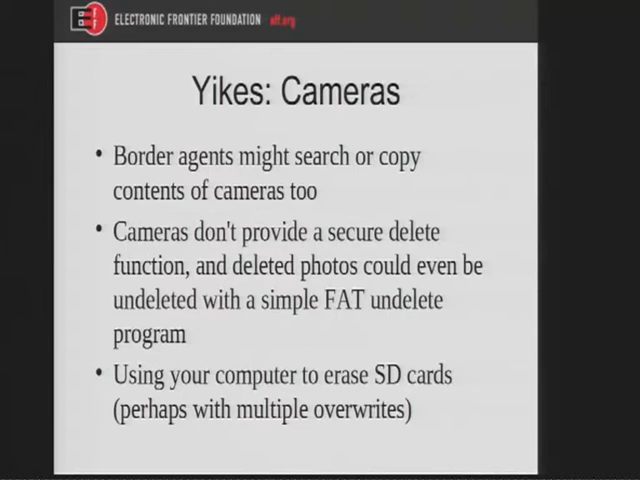 EFF
ELECTRONIC FRONTIER FOUNDATION eff.org
Yikes: Cameras
• Border agents might search or copy
contents of cameras too
• Cameras don't provide a secure delete
function, and deleted photos could even be
undeleted with a simple FAT undelete
program
• Using your computer to erase SD cards
(perhaps with multiple overwrites)